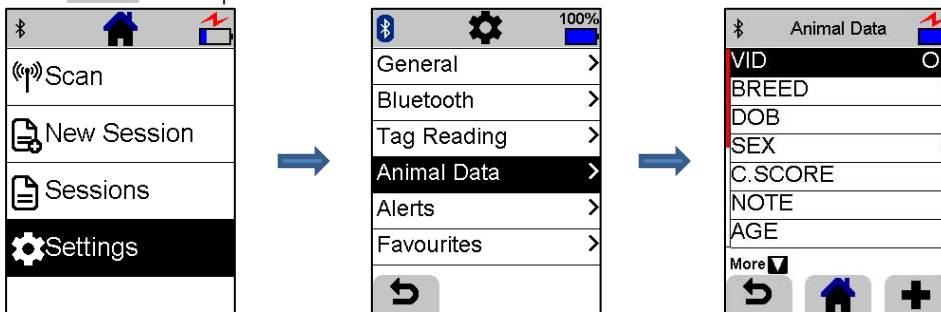 Scan
New Session
Sessions
Settings
100%
General
Bluetooth
Tag Reading
Animal Data
Alerts
Favourites
Animal Data
VID O
BREED
DOB
SEX
C.SCORE
NOTE
AGE
More